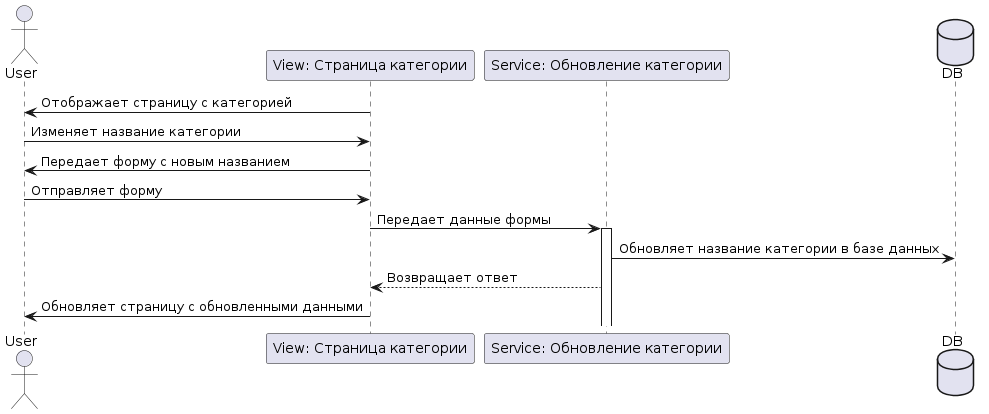 User
View: Страница категории
Service: Обновление категории
DB
Отображает страницу с категорией
Изменяет название категории
Передает форму с новым названием
Отправляет форму
Передает данные формы
Обновляет название категории в базе данных
Возвращает ответ
Обновляет страницу с обновленными данными
User
View: Страница категории
Service: Обновление категории
DB